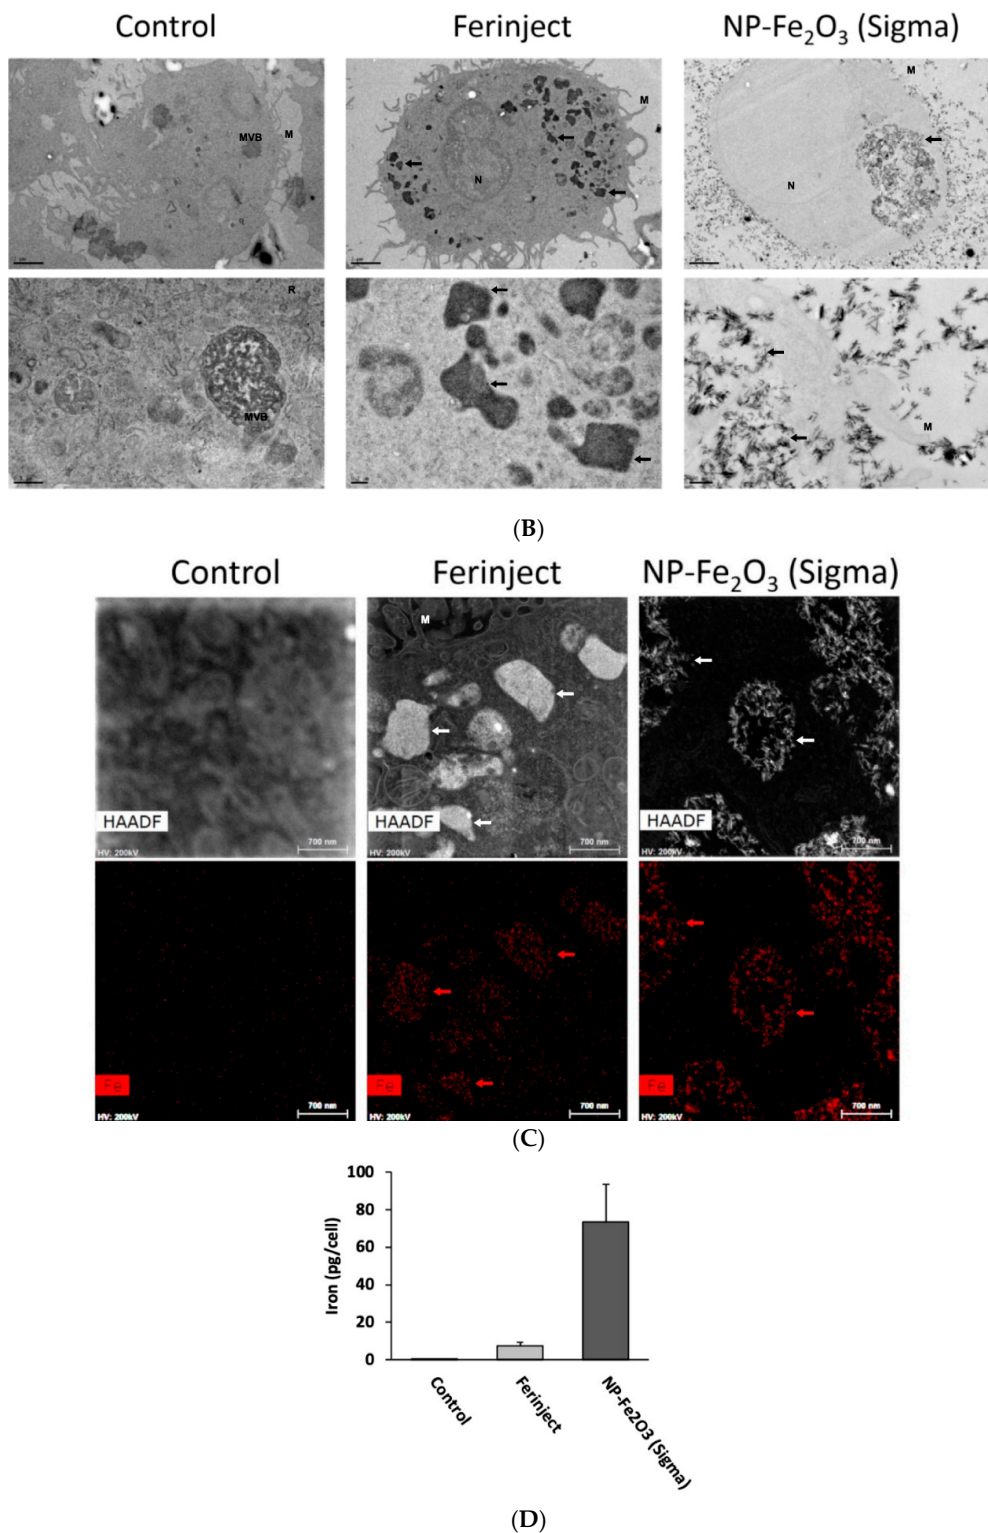 Control Ferinject NP-Fe₂O₃ (Sigma)
MVB M M N M N
R MVB M
(B)
Control Ferinject NP-Fe₂O₃ (Sigma)
M
HAADF HAADF HAADF
HV: 200kV 700 nm HV: 200kV 700 nm HV: 200kV 700 nm
Fe Fe Fe
HV: 200kV 700 nm HV: 200kV 700 nm HV: 200kV 700 nm
(C)
100
80
60
40
20
0
Iron (pg/cell)
Control
Ferinject
NP-Fe2O3 (Sigma)
(D)